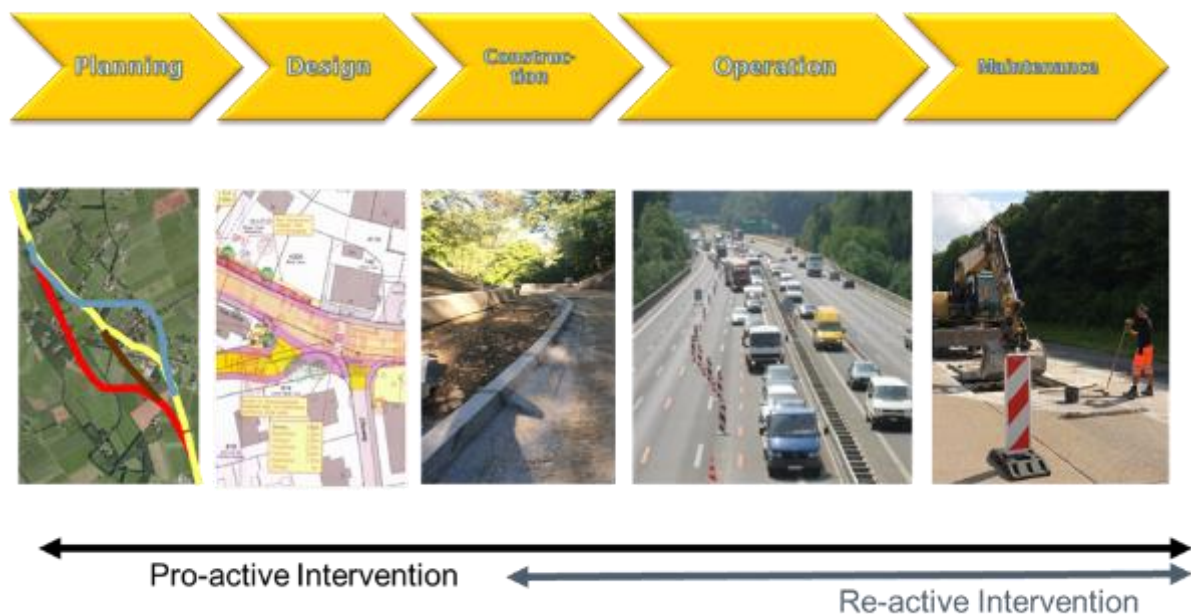 Planning
Design
Construc-
tion
Operation
Maintenance
Pro-active Intervention
Re-active Intervention